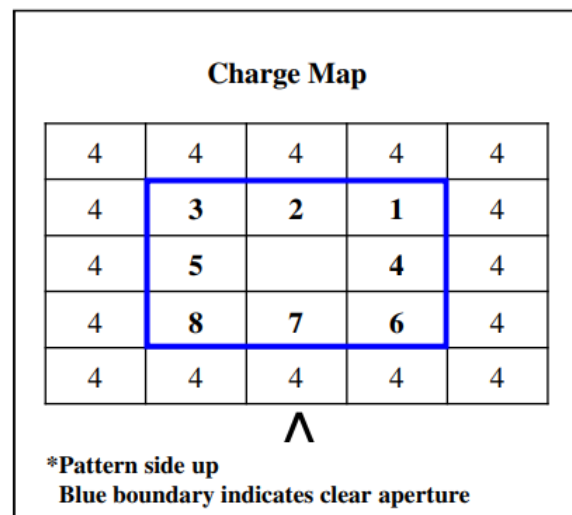 Charge Map
4 4 4 4 4
4 3 2 1 4
4 5 4 4
4 8 7 6 4
4 4 4 4 4
*Pattern side up
Blue boundary indicates clear aperture